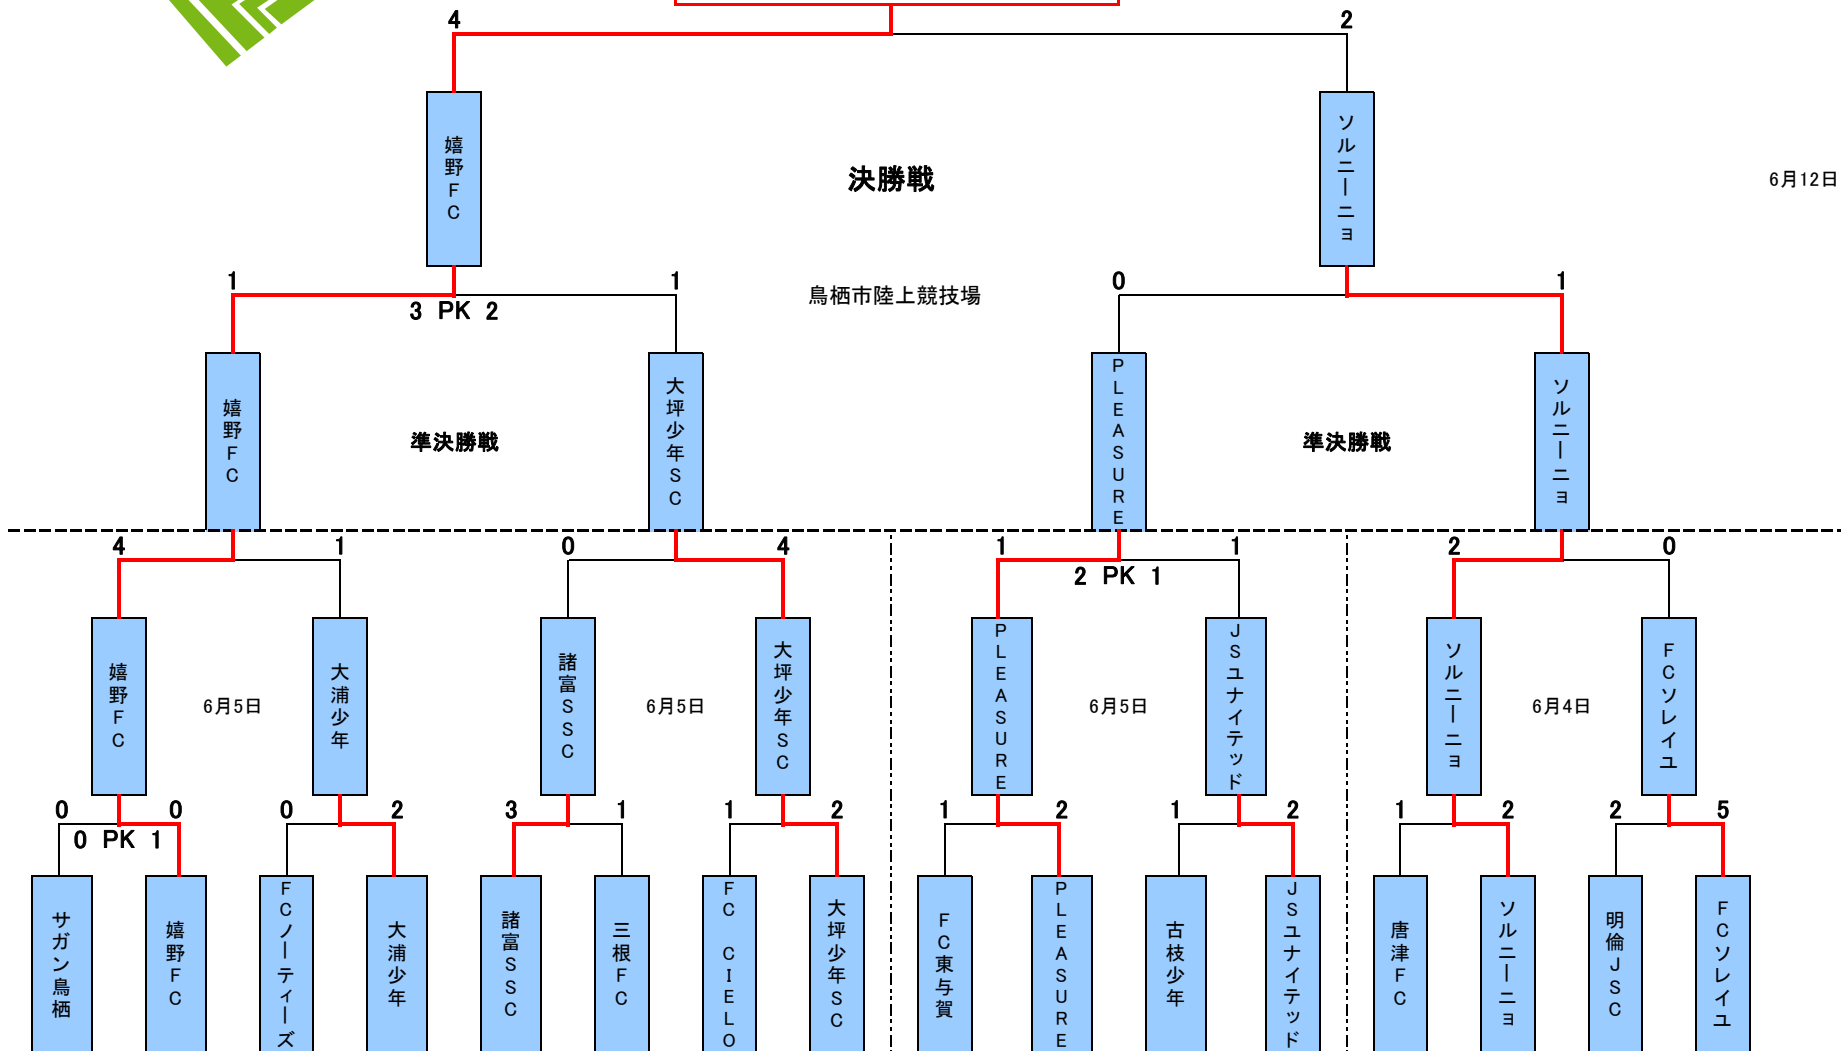 4 2
嬉野FC
決勝戦
ソルニーニョ
6月12日
1 1
3 PK 2
鳥栖市陸上競技場
0 1
嬉野FC
準決勝戦
大坪少年SC
PLEASURE
準決勝戦
ソルニーニョ
4 1
0 4
1 1
2 PK 1
2 0
嬉野FC
6月5日
大浦少年
諸富SSC
6月5日
大坪少年SC
PLEASURE
6月5日
JSユナイテッド
ソルニーニョ
6月4日
FCソレイユ
0 0
0 PK 1
0 2
3 1
1 2
1 2
1 2
1 2
2 5
サガン鳥栖
嬉野FC
FCノーティーズ
大浦少年
諸富SSC
三根FC
FC CIELO
大坪少年SC
FC東与賀
PLEASURE
古枝少年
JSユナイテッド
唐津FC
ソルニーニョ
明倫JSC
FCソレイユ